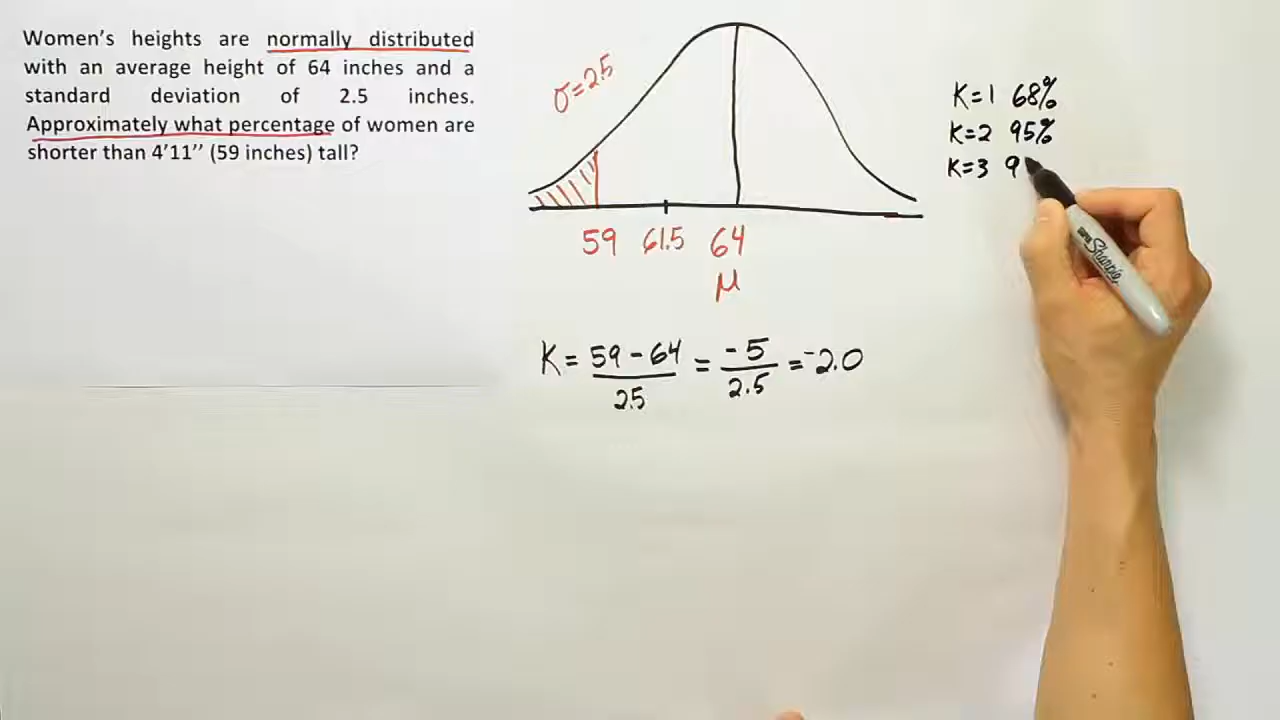 Women's heights are normally distributed
with an average height of 64 inches and a
standard deviation of 2.5 inches.
Approximately what percentage of women are
shorter than 4'11'' (59 inches) tall?
σ=2.5
59 61.5 64
μ
K=1 68%
K=2 95%
K=3 9
Sharpie
K= 59-64 / 2.5 = -5 / 2.5 = -2.0